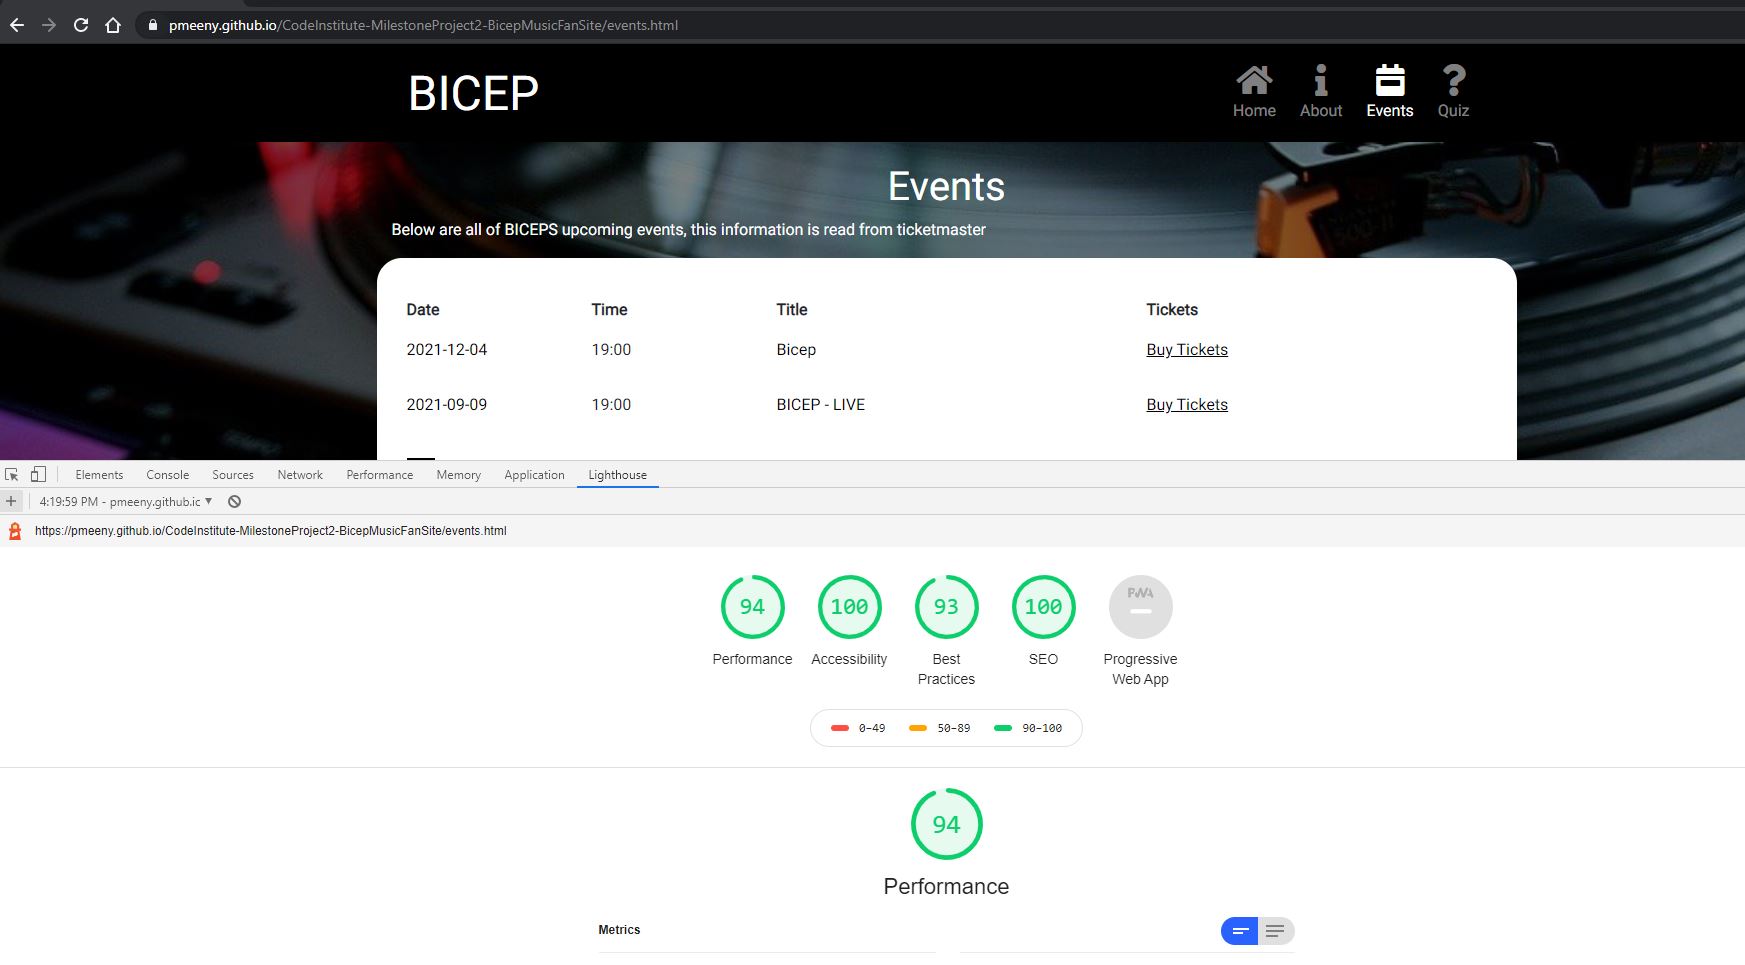 pmeeny.github.io/CodeInstitute-MilestoneProject2-BicepMusicFanSite/events.html
BICEP
Home About Events Quiz
Events
Below are all of BICEPS upcoming events, this information is read from ticketmaster
Date Time Title Tickets
2021-12-04 19:00 Bicep Buy Tickets
2021-09-09 19:00 BICEP - LIVE Buy Tickets
Elements Console Sources Network Performance Memory Application Lighthouse
4:19:59 PM - pmeeny.github.io
https://pmeeny.github.io/CodeInstitute-MilestoneProject2-BicepMusicFanSite/events.html
94 100 93 100 PWA
Performance Accessibility Best Practices SEO Progressive Web App
0–49 50–89 90–100
94
Performance
Metrics